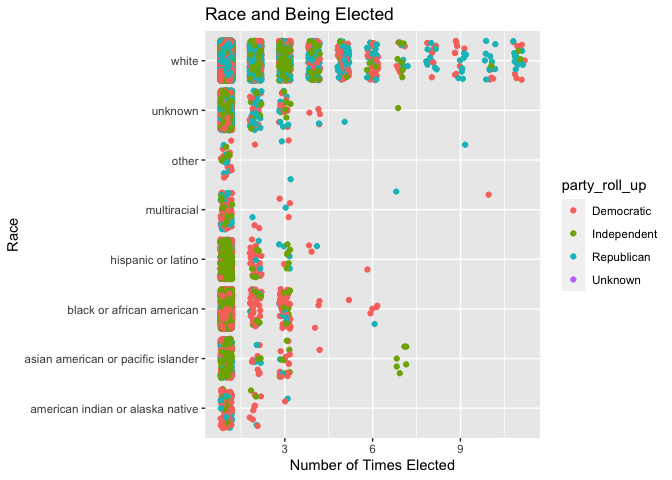 Race and Being Elected
Race
white
unknown
other
multiracial
hispanic or latino
black or african american
asian american or pacific islander
american indian or alaska native
3 6 9
Number of Times Elected
party_roll_up
Democratic
Independent
Republican
Unknown